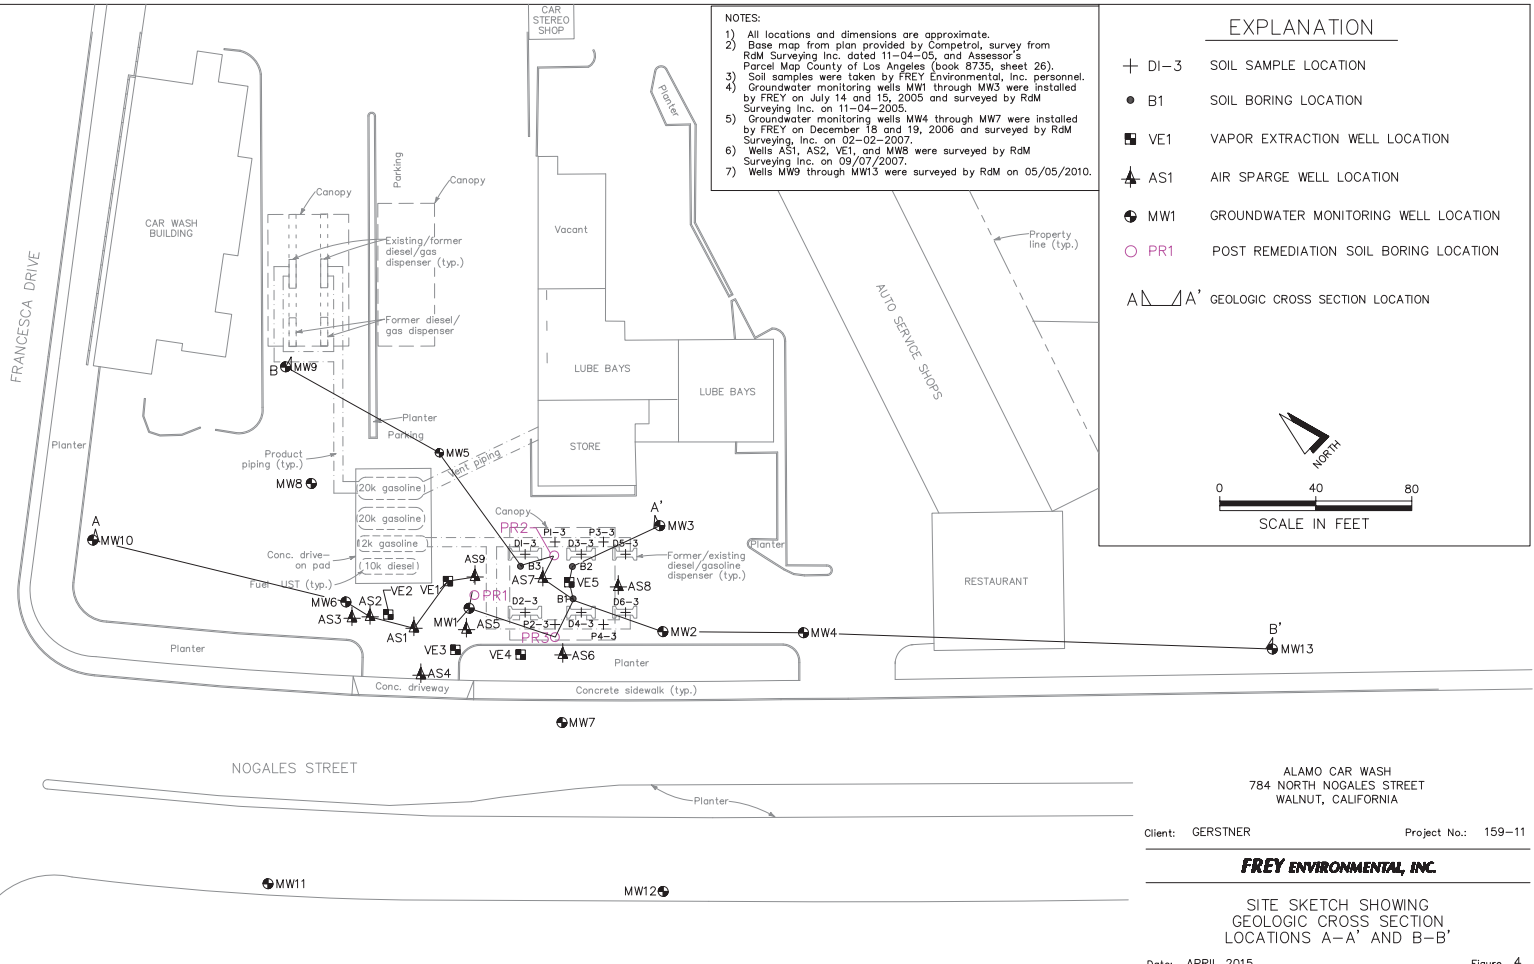 CAR
STEREO
SHOP
NOTES:
1) All locations and dimensions are approximate.
2) Base map from plan provided by Competrol, survey from
RdM Surveying Inc. dated 11-04-05, and Assessor's
Parcel Map County of Los Angeles (book 8735, sheet 26).
3) Soil samples were taken by FREY Environmental, Inc. personnel.
4) Groundwater monitoring wells MW1 through MW3 were installed
by FREY on July 14 and 15, 2005 and surveyed by RdM
Surveying Inc. on 11-04-2005.
5) Groundwater monitoring wells MW4 through MW7 were installed
by FREY on December 18 and 19, 2006 and surveyed by RdM
Surveying, Inc. on 02-02-2007.
6) Wells AS1, AS2, VE1, and MW8 were surveyed by RdM
Surveying Inc. on 09/07/2007.
7) Wells MW9 through MW13 were surveyed by RdM on 05/05/2010.
EXPLANATION
DI-3 SOIL SAMPLE LOCATION
B1 SOIL BORING LOCATION
VE1 VAPOR EXTRACTION WELL LOCATION
AS1 AIR SPARGE WELL LOCATION
MW1 GROUNDWATER MONITORING WELL LOCATION
PR1 POST REMEDIATION SOIL BORING LOCATION
A A' GEOLOGIC CROSS SECTION LOCATION
NORTH
0 40 80
SCALE IN FEET
Planter
Parking
Canopy
Canopy
CAR WASH
BUILDING
Vacant
Property
line (typ.)
Existing/former
diesel/gas
dispenser (typ.)
FRANCESCA DRIVE
AUTO SERVICE SHOPS
Former diesel/
gas dispenser
B MW9
LUBE BAYS
LUBE BAYS
Planter
Parking
Planter
STORE
Product
piping (typ.)
MW5
Vent piping
MW8
20k gasoline
20k gasoline
12k gasoline
10k diesel
A
MW10
A'
MW3
Canopy
PR2
P1-3
P3-3
D1-3
D3-3
D5-3
Planter
Conc. drive-
on pad
Fuel UST (typ.)
Former/existing
diesel/gasoline
dispenser (typ.)
AS9
B3
B2
AS7
VE5
AS8
VE1
VE2
PR1
RESTAURANT
MW6
AS2
AS3
AS1
MW1
AS5
D2-3
B1
D6-3
P2-3
D4-3
P4-3
PR3
MW2
MW4
B'
MW13
Planter
VE3
VE4
AS6
Planter
AS4
Conc. driveway
Concrete sidewalk (typ.)
MW7
NOGALES STREET
Planter
MW11
MW12
ALAMO CAR WASH
784 NORTH NOGALES STREET
WALNUT, CALIFORNIA
Client: GERSTNER Project No.: 159-11
FREY ENVIRONMENTAL, INC.
SITE SKETCH SHOWING
GEOLOGIC CROSS SECTION
LOCATIONS A-A' AND B-B'
Date: APRIL 2015 Figure 4